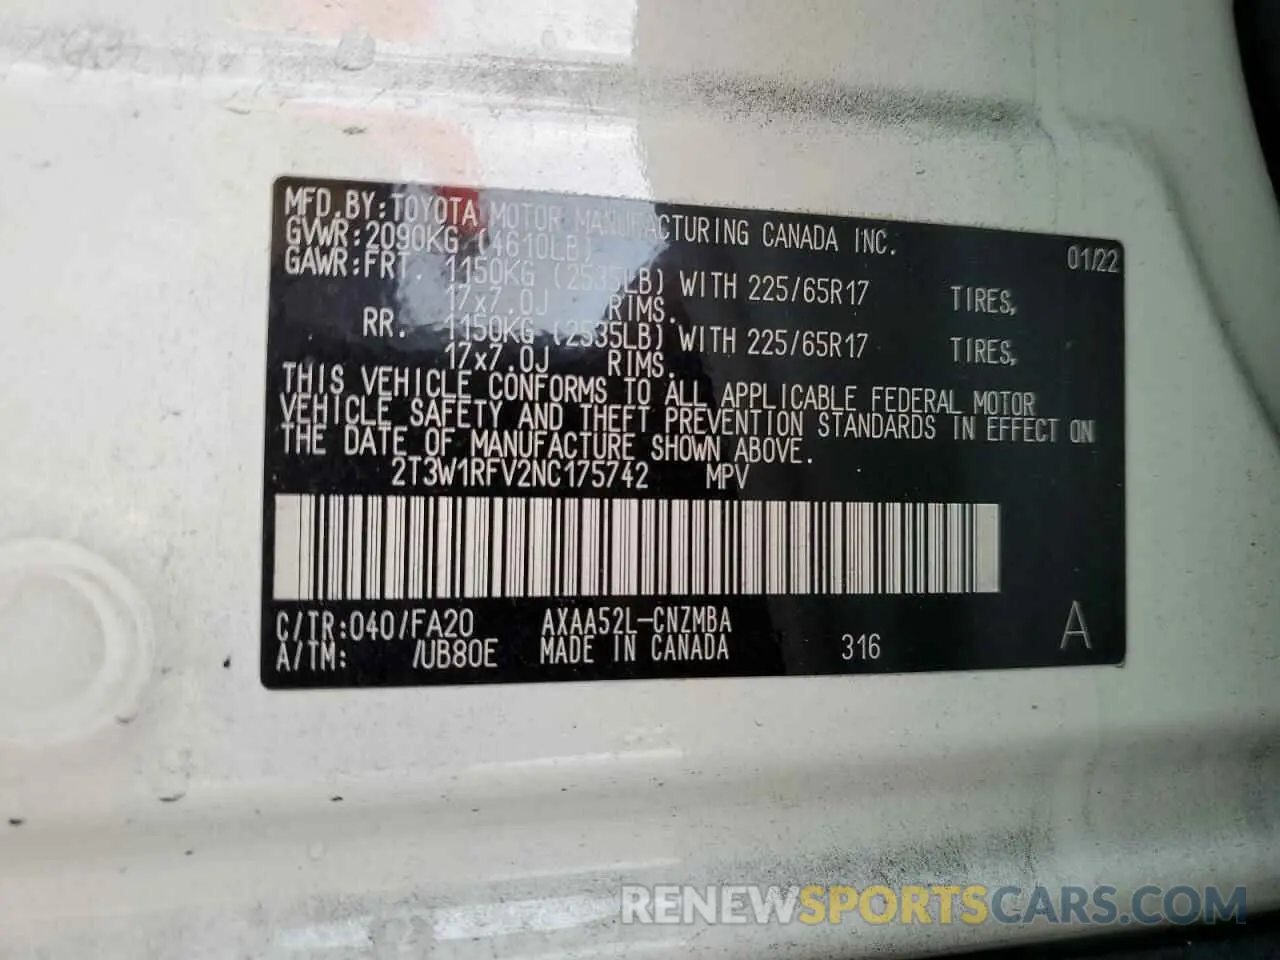 MFD.BY:TOYOTA MOTOR MANUFACTURING CANADA INC.
GVWR:2090KG (4610LB) 01/22
GAWR:FRT. 1150KG (2535LB) WITH 225/65R17 TIRES,
17x7.0J RIMS.
RR. 1150KG (2535LB) WITH 225/65R17 TIRES,
17x7.0J RIMS.
THIS VEHICLE CONFORMS TO ALL APPLICABLE FEDERAL MOTOR
VEHICLE SAFETY AND THEFT PREVENTION STANDARDS IN EFFECT ON
THE DATE OF MANUFACTURE SHOWN ABOVE.
2T3W1RFV2NC175742 MPV
C/TR:040/FA20 AXAA52L-CNZMBA
A/TM: /UB80E MADE IN CANADA 316 A
RENEWSPORTSCARS.COM